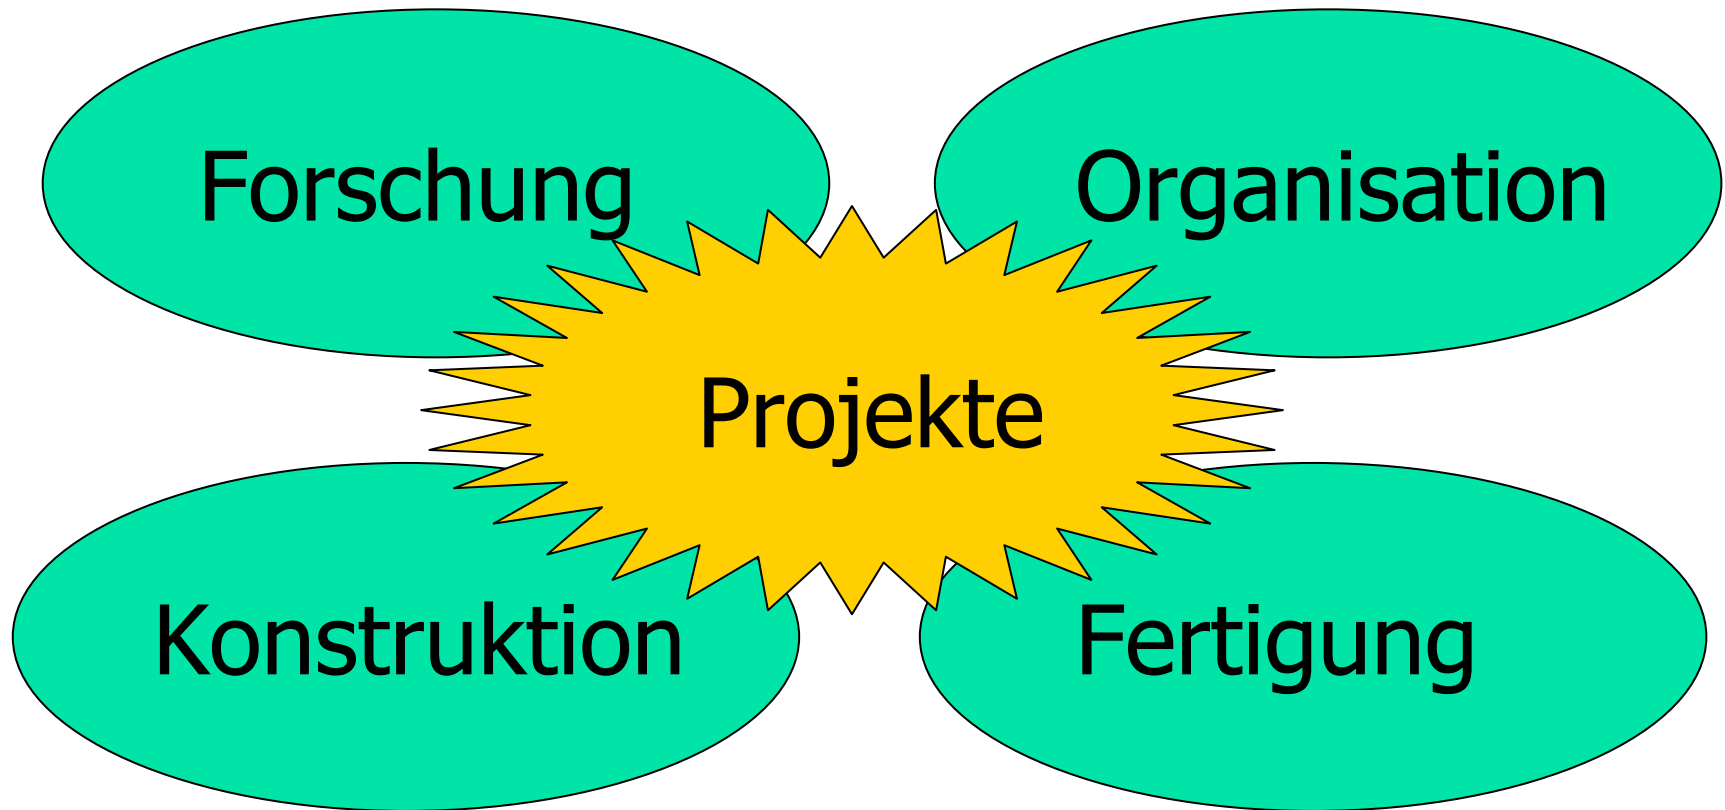 Forschung
Organisation
Projekte
Konstruktion
Fertigung